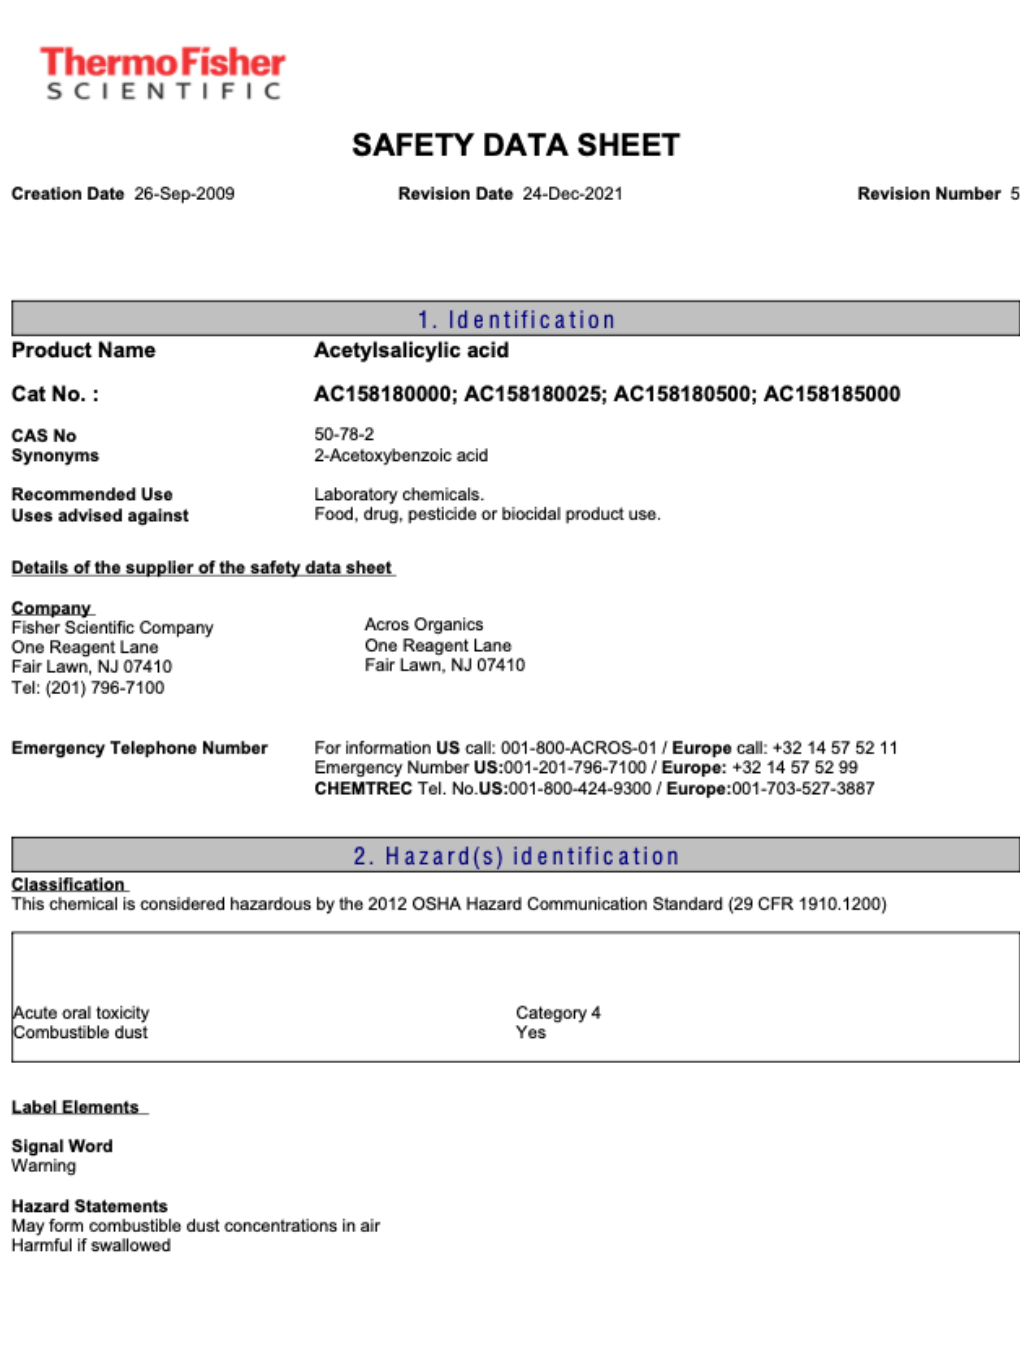 ThermoFisher
SCIENTIFIC
SAFETY DATA SHEET
Creation Date 26-Sep-2009 Revision Date 24-Dec-2021 Revision Number 5
1. Identification
Product Name Acetylsalicylic acid
Cat No. : AC158180000; AC158180025; AC158180500; AC158185000
CAS No 50-78-2
Synonyms 2-Acetoxybenzoic acid
Recommended Use Laboratory chemicals.
Uses advised against Food, drug, pesticide or biocidal product use.
Details of the supplier of the safety data sheet
Company
Fisher Scientific Company
One Reagent Lane
Fair Lawn, NJ 07410
Tel: (201) 796-7100
Acros Organics
One Reagent Lane
Fair Lawn, NJ 07410
Emergency Telephone Number For information US call: 001-800-ACROS-01 / Europe call: +32 14 57 52 11
Emergency Number US:001-201-796-7100 / Europe: +32 14 57 52 99
CHEMTREC Tel. No.US:001-800-424-9300 / Europe:001-703-527-3887
2. Hazard(s) identification
Classification
This chemical is considered hazardous by the 2012 OSHA Hazard Communication Standard (29 CFR 1910.1200)
Acute oral toxicity Category 4
Combustible dust Yes
Label Elements
Signal Word
Warning
Hazard Statements
May form combustible dust concentrations in air
Harmful if swallowed